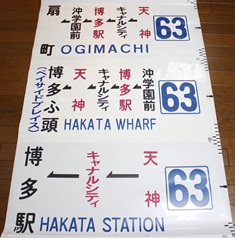 扇町
沖学園前
博多駅
キャナルシティ
天神
63
OGIMACHI
博多ふ頭
(ベイサイドプレイス)
天神
キャナルシティ
博多駅
沖学園前
63
HAKATA WHARF
博多駅
キャナルシティ
天神
63
HAKATA STATION